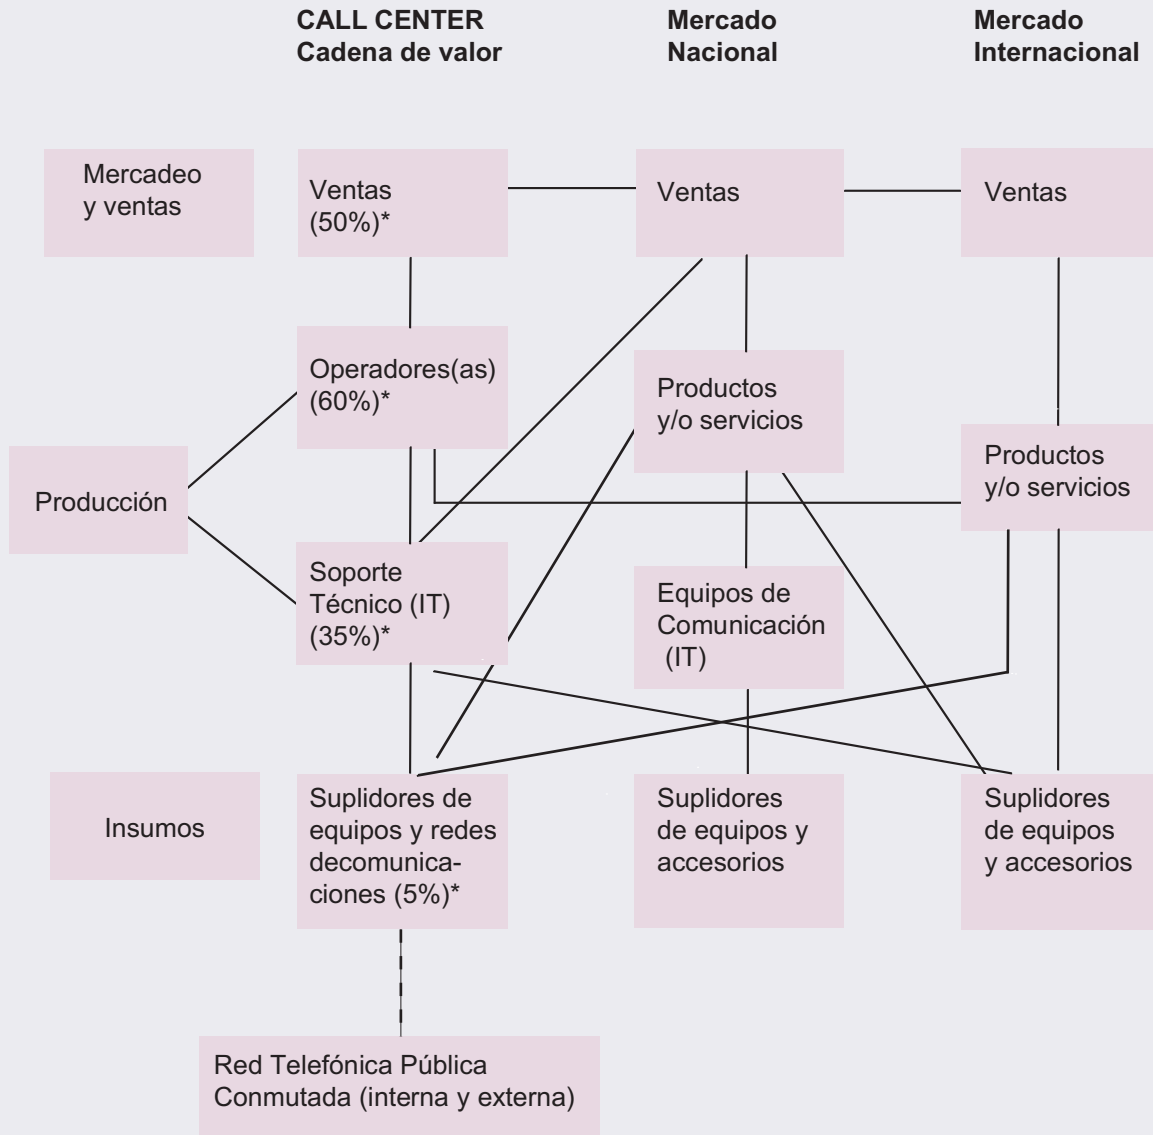 CALL CENTER
Cadena de valor
Mercado
Nacional
Mercado
Internacional
Mercadeo
y ventas
Ventas
(50%)*
Ventas
Ventas
Operadores(as)
(60%)*
Productos
y/o servicios
Productos
y/o servicios
Producción
Soporte
Técnico (IT)
(35%)*
Equipos de
Comunicación
(IT)
Insumos
Suplidores de
equipos y redes
decomunica-
ciones (5%)*
Suplidores
de equipos y
accesorios
Suplidores
de equipos
y accesorios
Red Telefónica Pública
Conmutada (interna y externa)